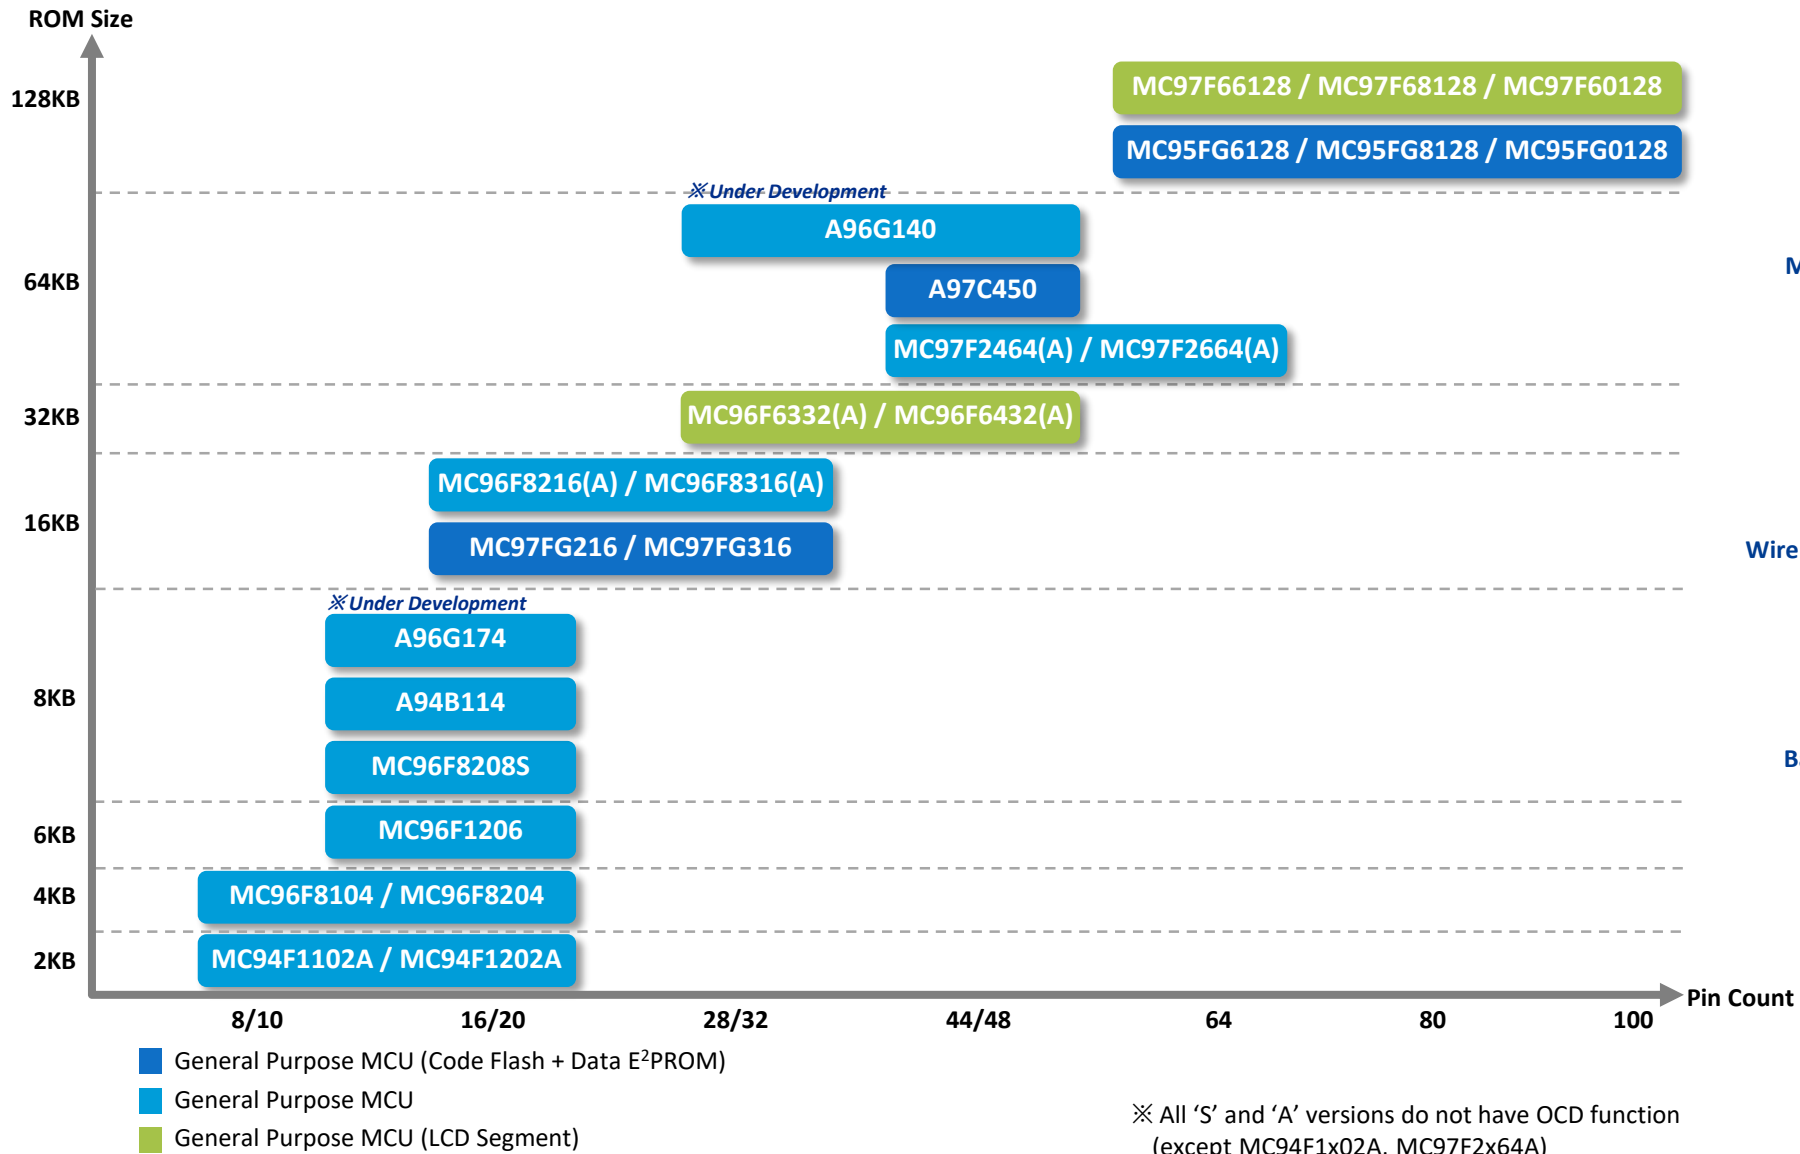 ROM Size
128KB
MC97F66128 / MC97F68128 / MC97F60128
MC95FG6128 / MC95FG8128 / MC95FG0128
※ Under Development
A96G140
64KB
A97C450
M
MC97F2464(A) / MC97F2664(A)
32KB
MC96F6332(A) / MC96F6432(A)
MC96F8216(A) / MC96F8316(A)
16KB
MC97FG216 / MC97FG316
Wire
※ Under Development
A96G174
8KB
A94B114
MC96F8208S
Ba
6KB
MC96F1206
4KB
MC96F8104 / MC96F8204
2KB
MC94F1102A / MC94F1202A
Pin Count
8/10 16/20 28/32 44/48 64 80 100
General Purpose MCU (Code Flash + Data E²PROM)
General Purpose MCU
General Purpose MCU (LCD Segment)
※ All ‘S’ and ‘A’ versions do not have OCD function
(except MC94F1x02A, MC97F2x64A)